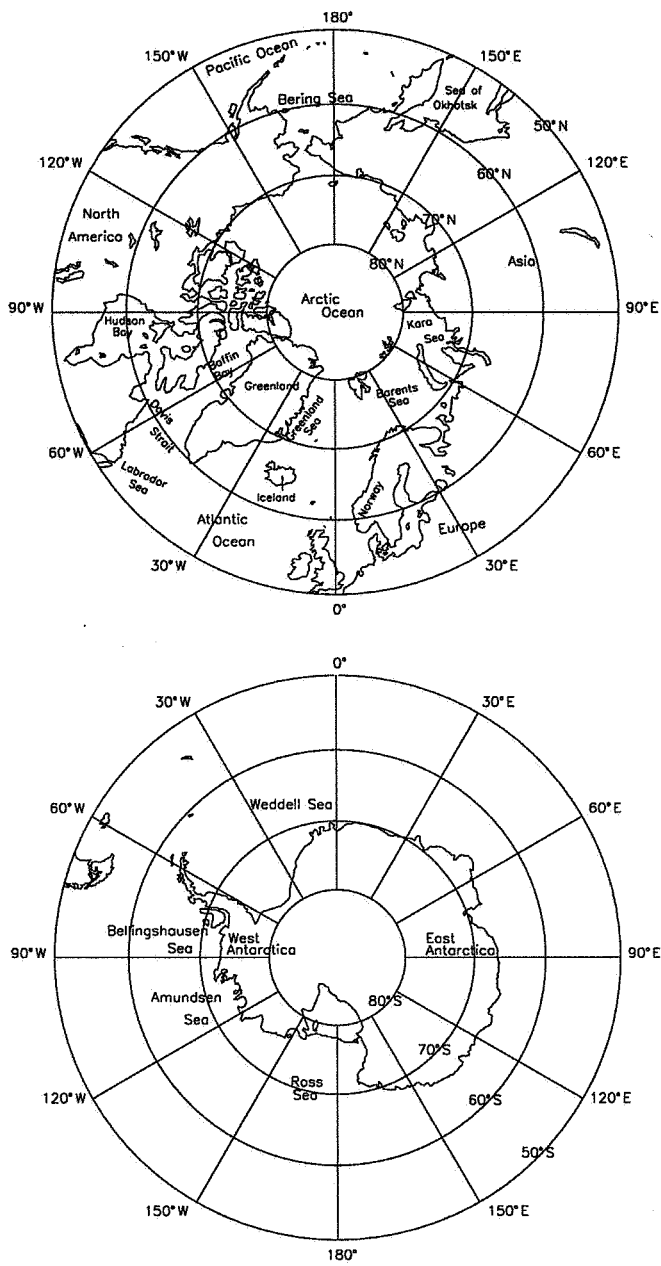 180°
150°W
Pacific Ocean
150°E
Bering Sea
Sea of
Okhotsk
50°N
120°W
60°N
120°E
North
America
70°N
80°N
Asia
Arctic
Ocean
90°W
90°E
Hudson
Bay
Kara
Sea
Baffin
Bay
Greenland
Barents
Sea
Greenland
Sea
Davis
Strait
60°W
60°E
Labrador
Sea
Iceland
Norway
Atlantic
Ocean
Europe
30°W
30°E
0°
0°
30°W
30°E
60°W
Weddell Sea
60°E
Bellingshausen
Sea
West
Antarctica
East
Antarctica
90°W
90°E
Amundsen
Sea
80°S
70°S
Ross
Sea
60°S
120°W
120°E
50°S
150°W
150°E
180°